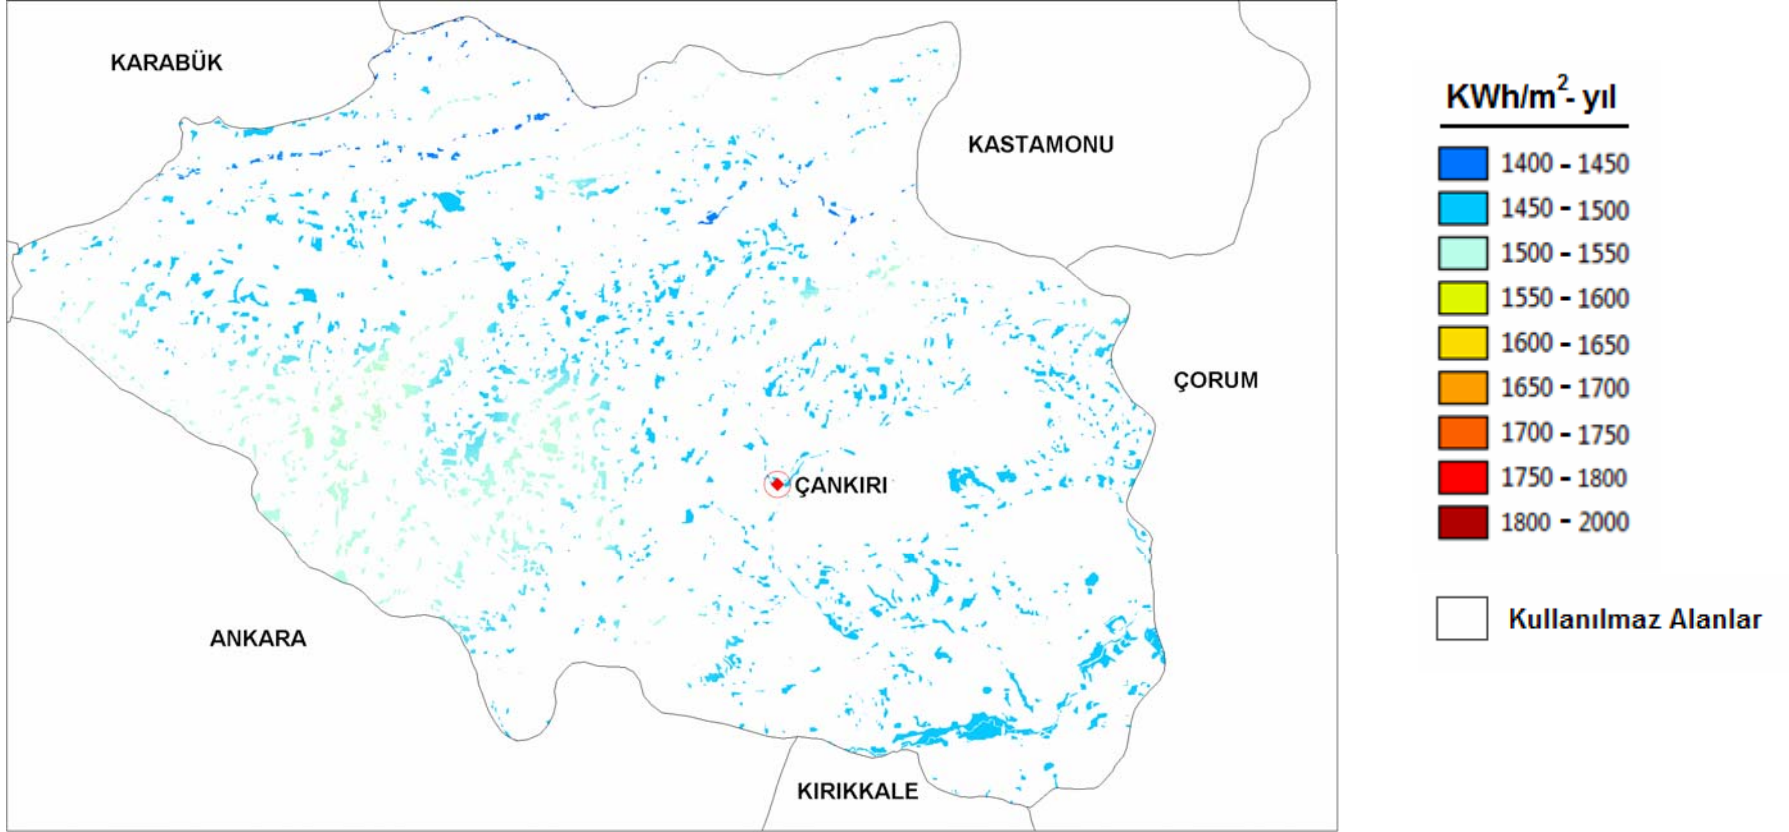 KARABÜK
KASTAMONU
ÇORUM
ÇANKIRI
ANKARA
KIRIKKALE
KWh/m²- yıl
1400 – 1450
1450 – 1500
1500 – 1550
1550 – 1600
1600 – 1650
1650 – 1700
1700 – 1750
1750 – 1800
1800 – 2000
Kullanılmaz Alanlar